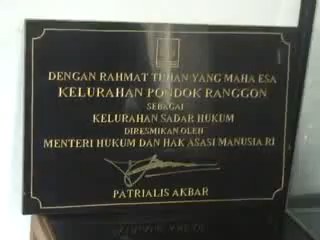 DENGAN RAHMAT TUHAN YANG MAHA ESA
KELURAHAN PONDOK RANGGON
SEBAGAI
KELURAHAN SADAR HUKUM
DIRESMIKAN OLEH
MENTERI HUKUM DAN HAK ASASI MANUSIA RI
PATRIALIS AKBAR